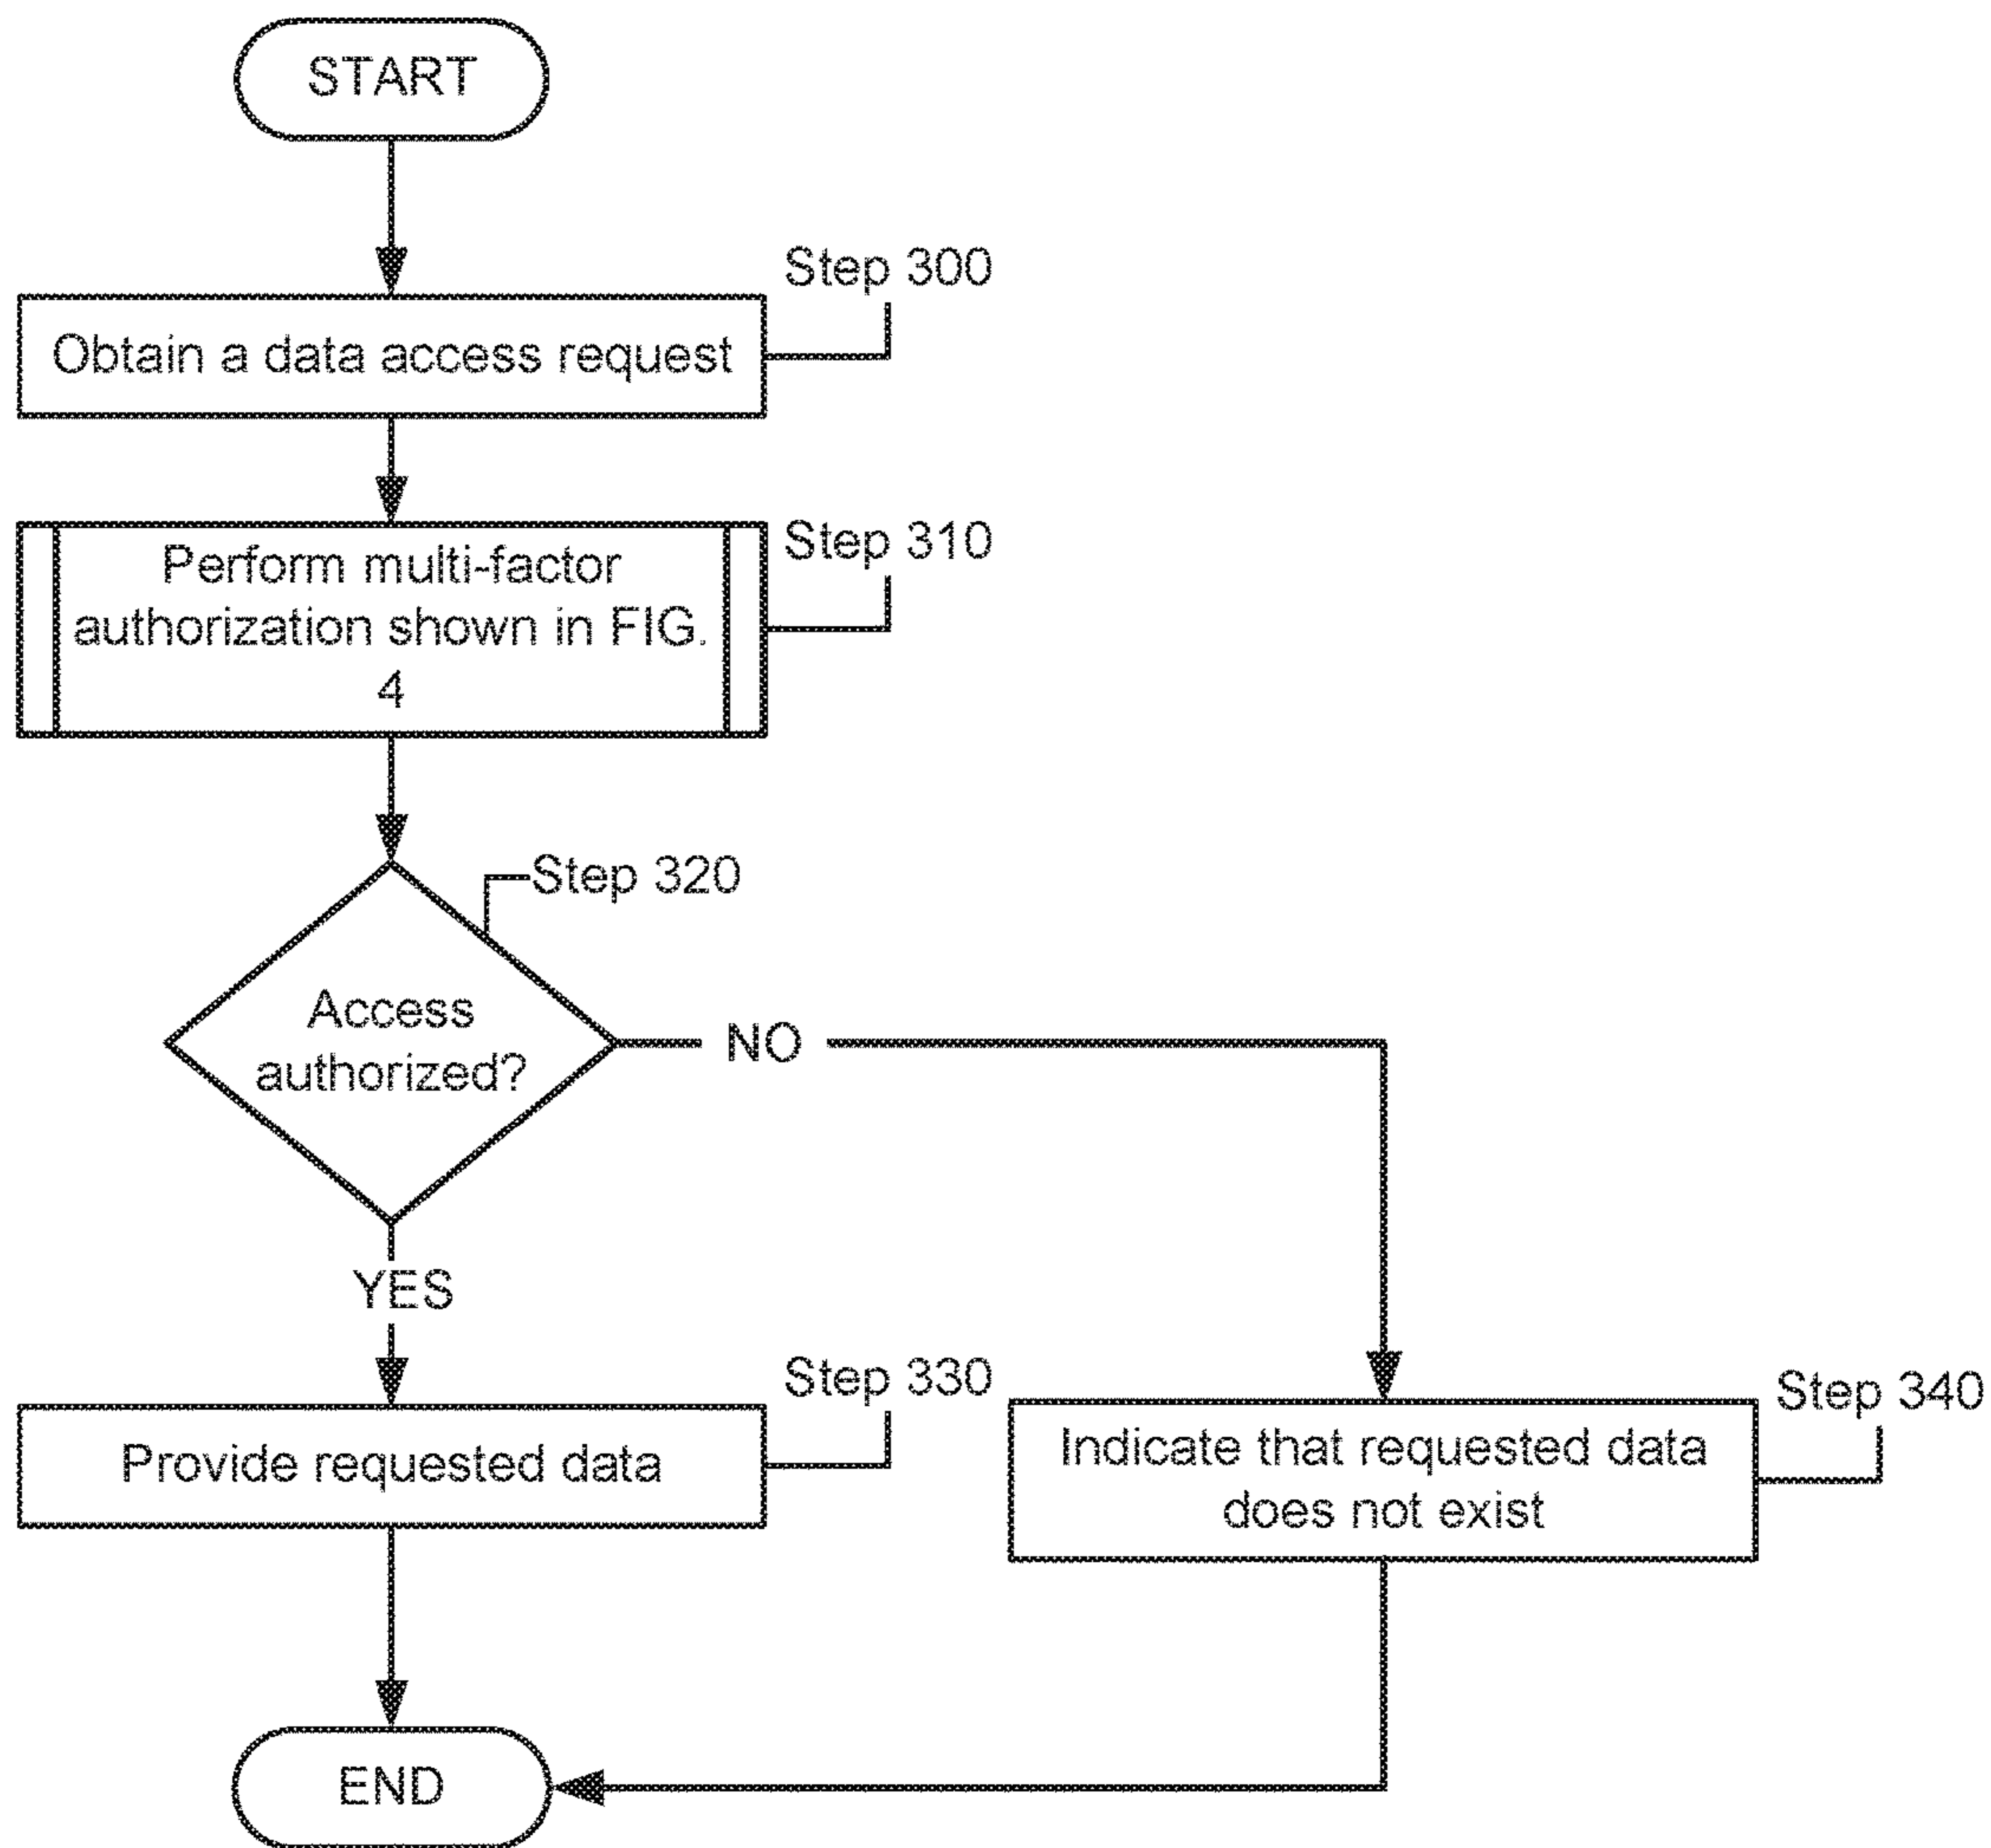 START
Step 300
Obtain a data access request
Step 310
Perform multi-factor
authorization shown in FIG.
4
Step 320
Access
authorized?
NO
YES
Step 330
Provide requested data
Step 340
Indicate that requested data
does not exist
END